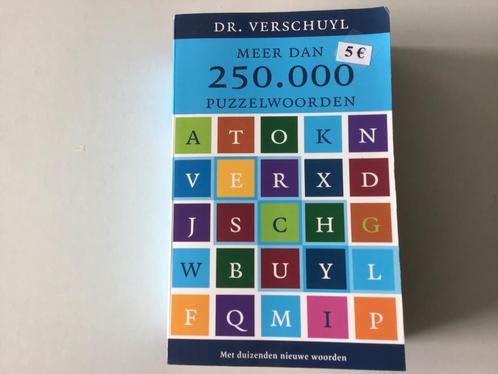 DR. VERSCHUYL
MEER DAN
5 €
250.000
PUZZELWOORDEN
A T O K N
V E R X D
J S C H G
W B U Y L
F Q M I P
Met duizenden nieuwe woorden